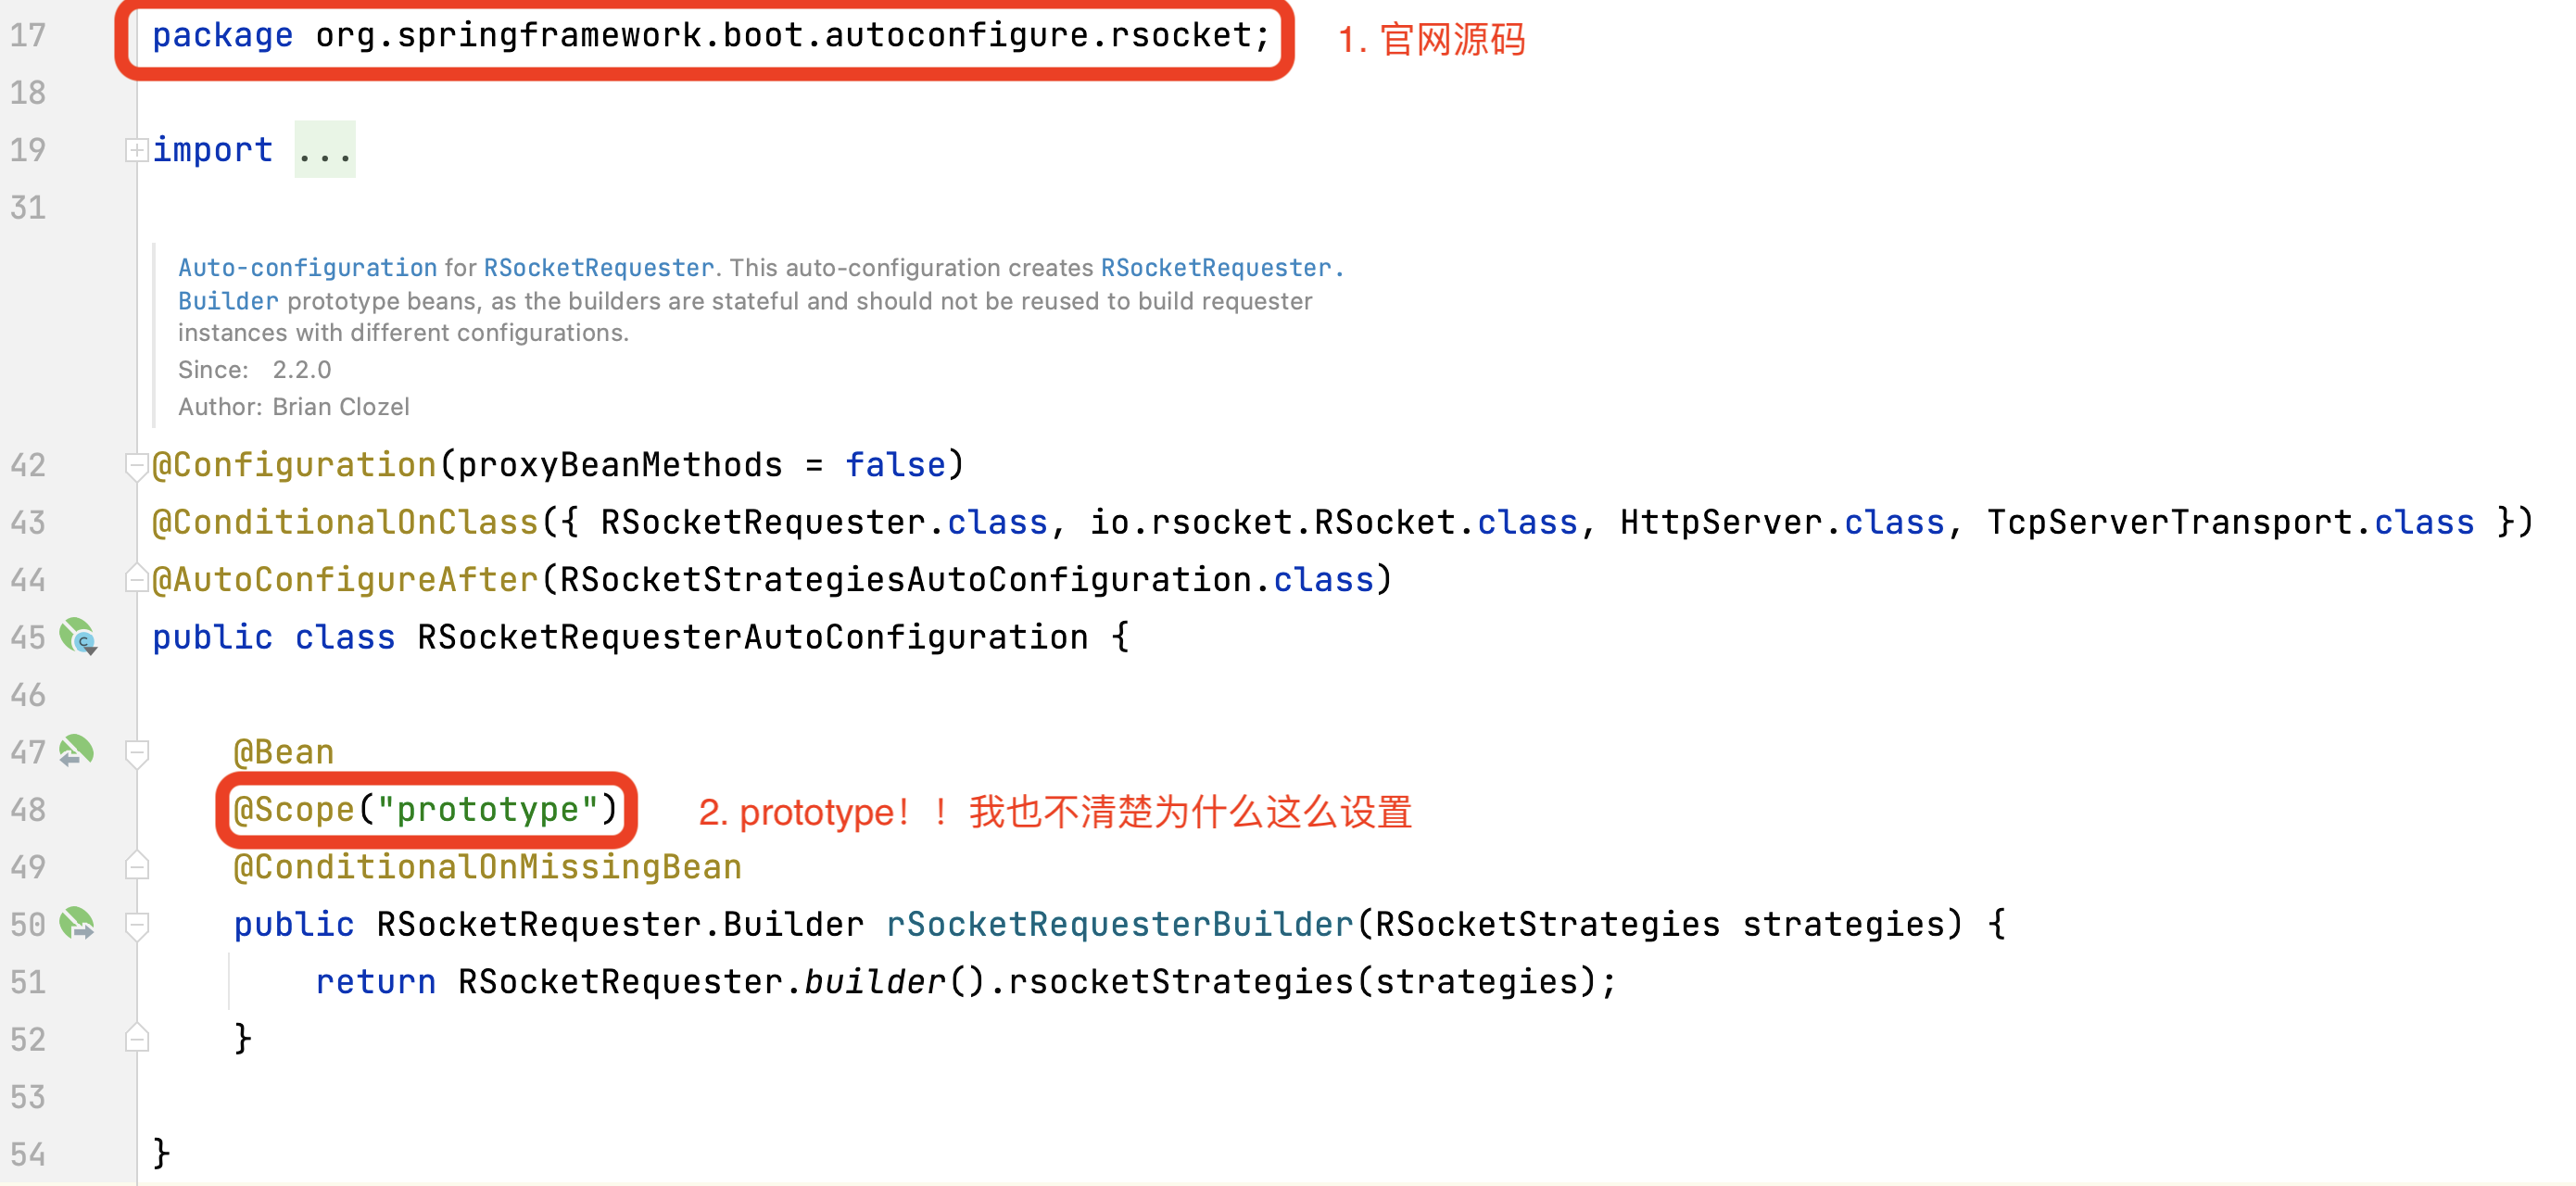 17 package org.springframework.boot.autoconfigure.rsocket; 1. 官网源码
18
19 import ...
31
Auto-configuration for RSocketRequester. This auto-configuration creates RSocketRequester.
Builder prototype beans, as the builders are stateful and should not be reused to build requester
instances with different configurations.
Since: 2.2.0
Author: Brian Clozel
42 @Configuration(proxyBeanMethods = false)
43 @ConditionalOnClass({ RSocketRequester.class, io.rsocket.RSocket.class, HttpServer.class, TcpServerTransport.class })
44 @AutoConfigureAfter(RSocketStrategiesAutoConfiguration.class)
45 public class RSocketRequesterAutoConfiguration {
46
47 @Bean
48 @Scope("prototype") 2. prototype！！我也不清楚为什么这么设置
49 @ConditionalOnMissingBean
50 public RSocketRequester.Builder rSocketRequesterBuilder(RSocketStrategies strategies) {
51 return RSocketRequester.builder().rsocketStrategies(strategies);
52 }
53
54 }